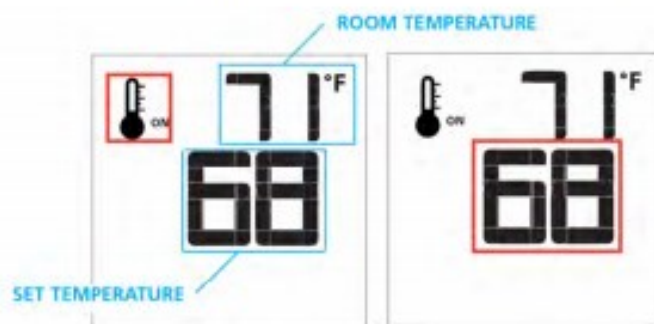 ROOM TEMPERATURE
71°F 71°F
ON ON
68 68
SET TEMPERATURE